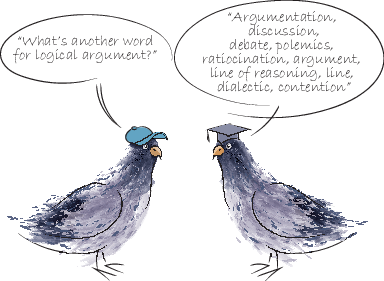 “What’s another word
for logical argument?”
“Argumentation,
discussion,
debate, polemics,
ratiocination, argument,
line of reasoning, line,
dialectic, contention”